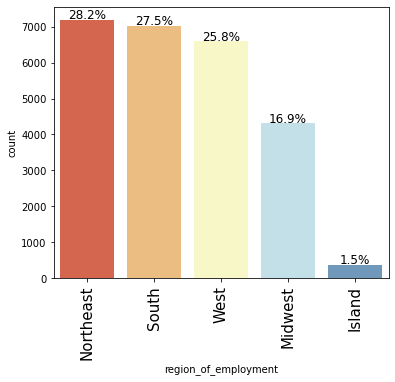 28.2%
27.5%
25.8%
16.9%
1.5%
7000
6000
5000
4000
3000
2000
1000
0
count
Northeast
South
West
Midwest
Island
region_of_employment